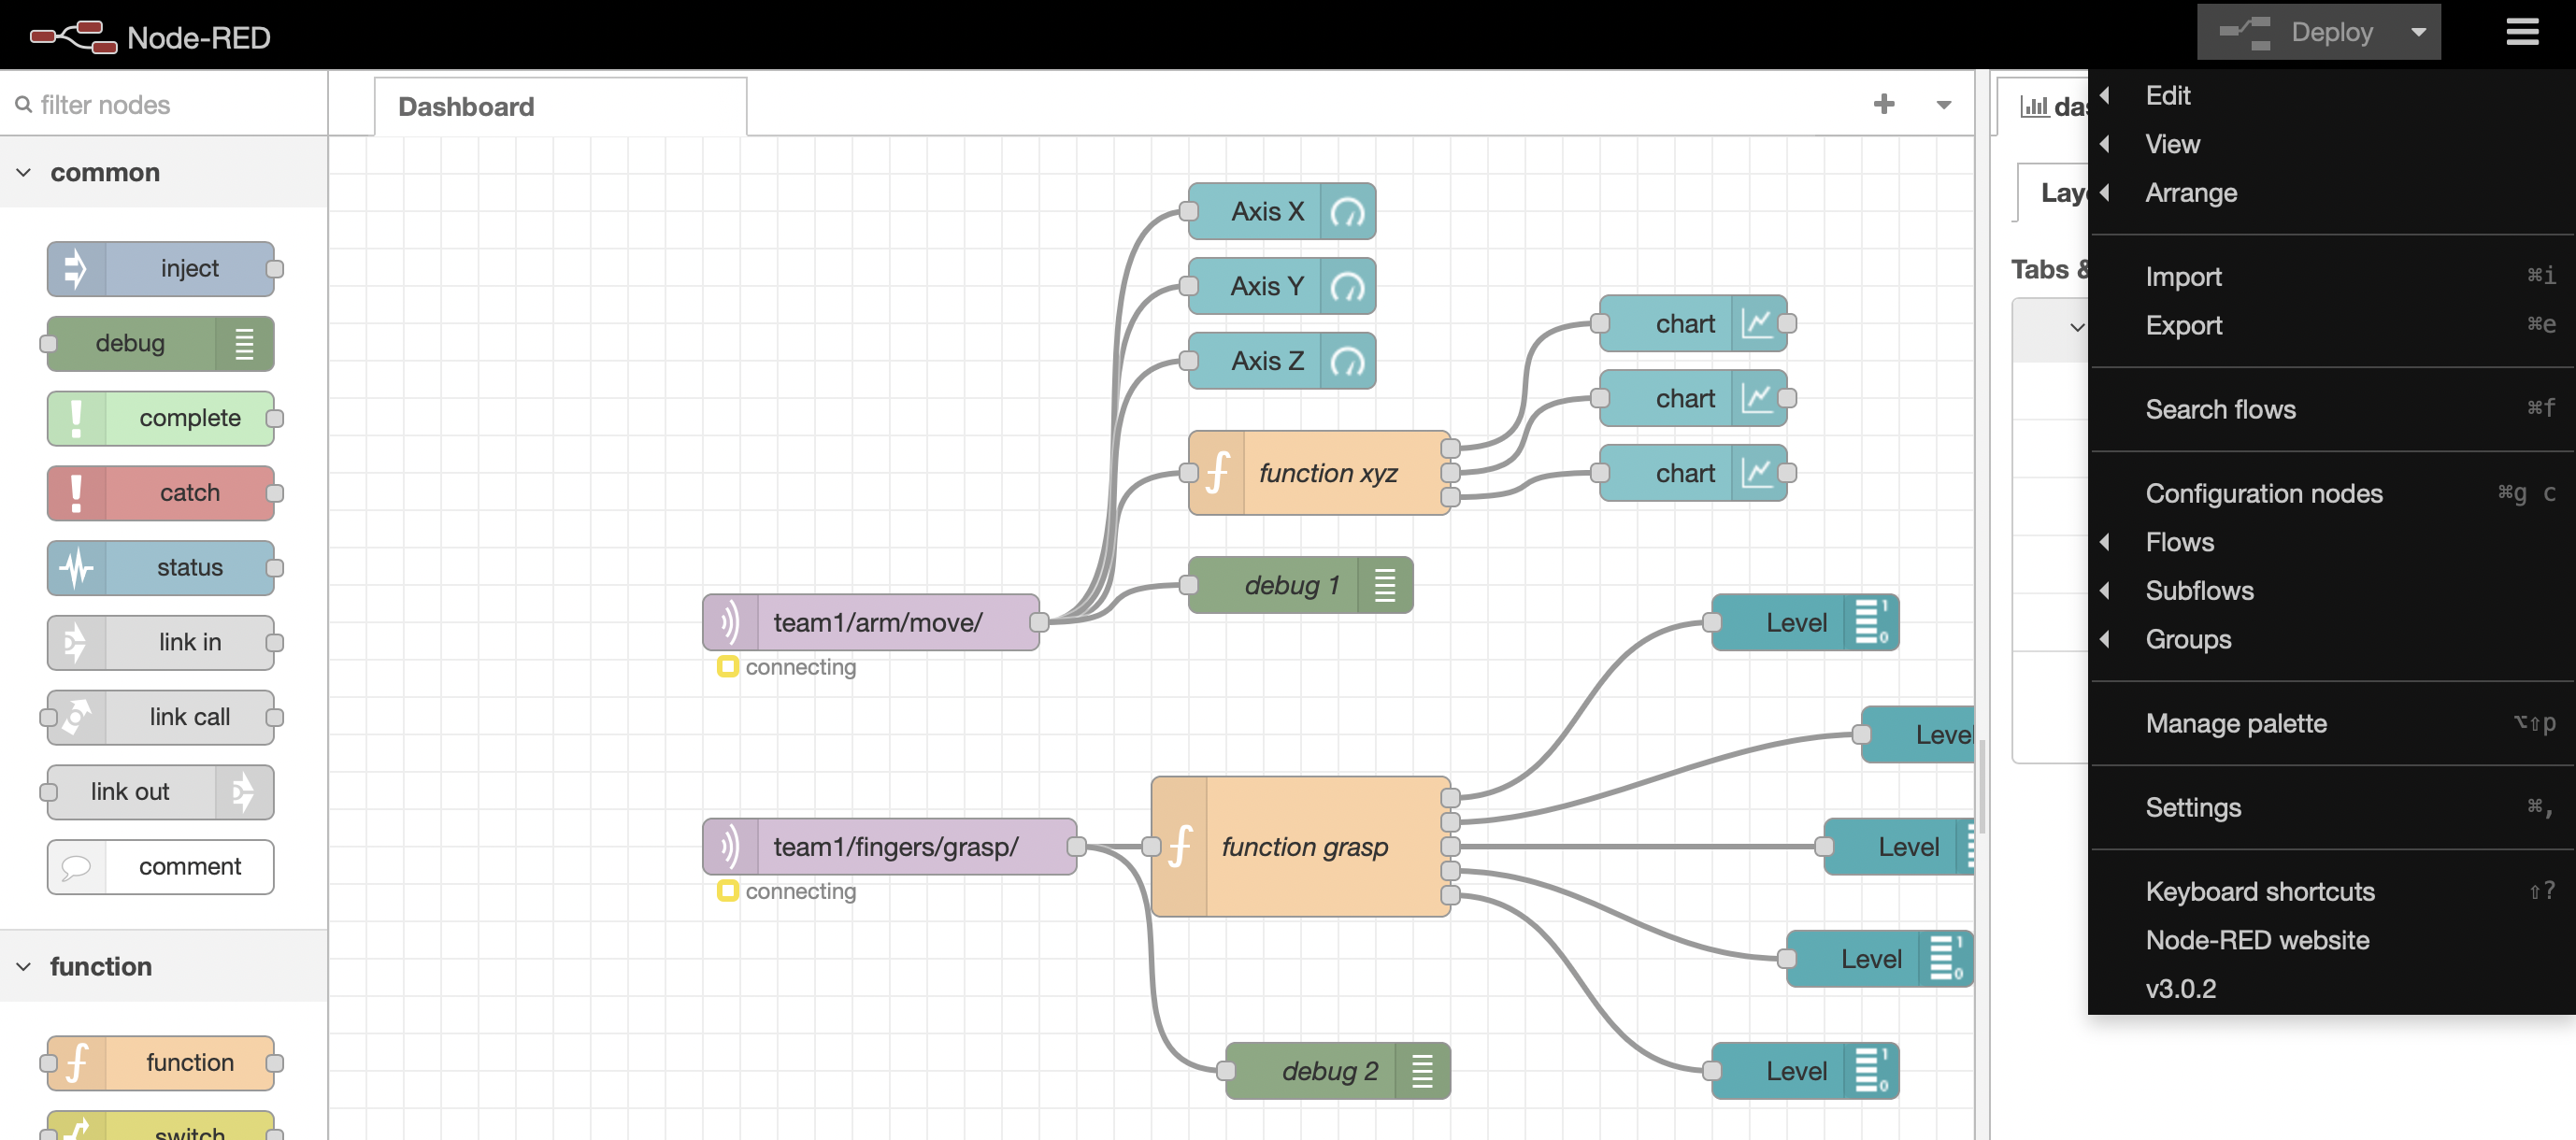 Node-RED
Deploy
filter nodes
Dashboard
common
inject
debug
complete
catch
status
link in
link call
link out
comment
function
function
switch
Axis X
Axis Y
Axis Z
function xyz
chart
chart
chart
debug 1
team1/arm/move/
connecting
Level
Level
team1/fingers/grasp/
connecting
function grasp
Level
Level
debug 2
Level
das
Lay
Tabs &
Edit
View
Arrange
Import ⌘i
Export ⌘e
Search flows ⌘f
Configuration nodes ⌘g c
Flows
Subflows
Groups
Manage palette ⌥⇧p
Settings ⌘,
Keyboard shortcuts ⇧?
Node-RED website
v3.0.2